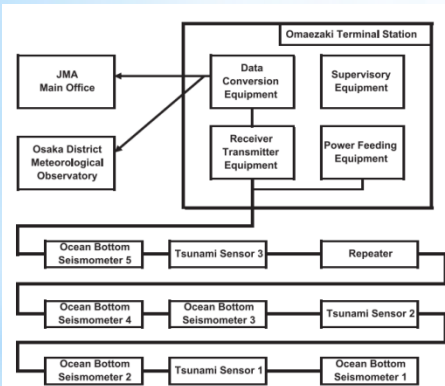 Omaezaki Terminal Station
JMA
Main Office
Data
Conversion
Equipment
Supervisory
Equipment
Osaka District
Meteorological
Observatory
Receiver
Transmitter
Equipment
Power Feeding
Equipment
Ocean Bottom
Seismometer 5
Tsunami Sensor 3
Repeater
Ocean Bottom
Seismometer 4
Ocean Bottom
Seismometer 3
Tsunami Sensor 2
Ocean Bottom
Seismometer 2
Tsunami Sensor 1
Ocean Bottom
Seismometer 1